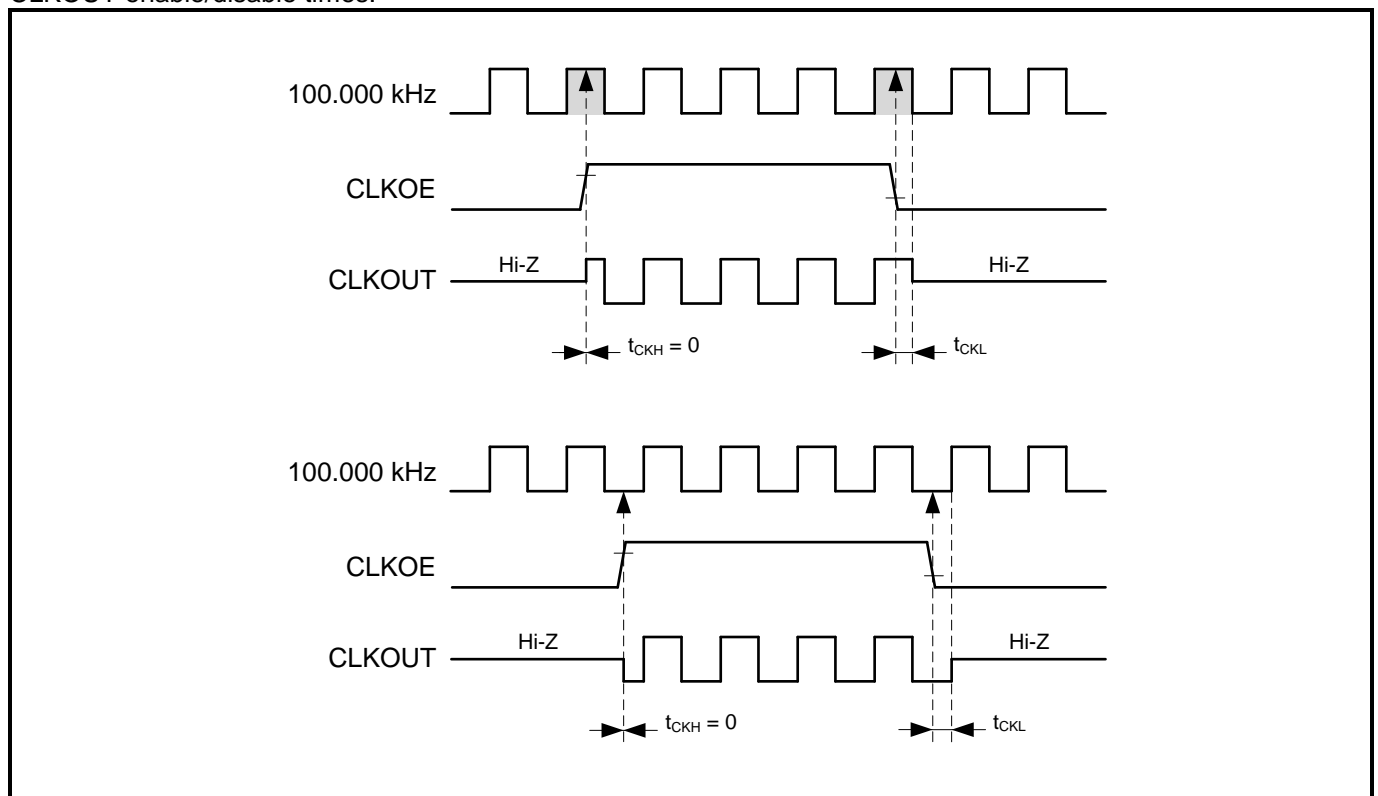 CLKOUT enable/disable times:
100.000 kHz
CLKOE
Hi-Z
Hi-Z
CLKOUT
tCKH = 0
tCKL
100.000 kHz
CLKOE
Hi-Z
Hi-Z
CLKOUT
tCKH = 0
tCKL